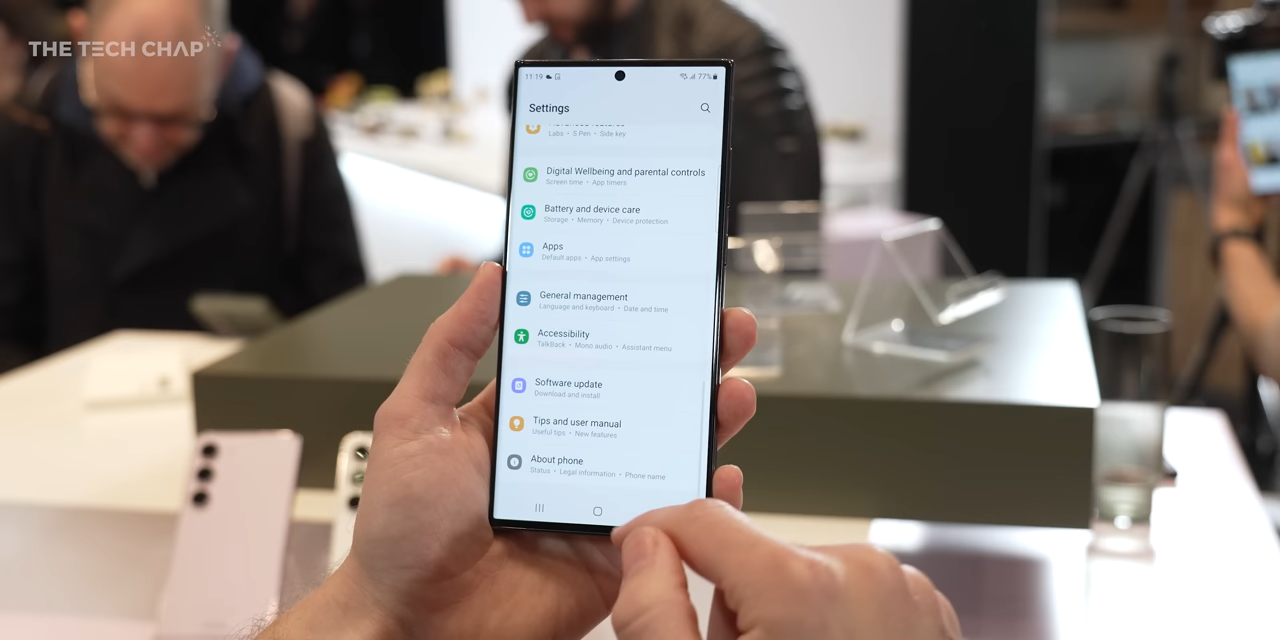 THE TECH CHAP
11:19 77%
Settings
Labs • S Pen • Side key
Digital Wellbeing and parental controls
Screen time • App timers
Battery and device care
Storage • Memory • Device protection
Apps
Default apps • App settings
General management
Language and keyboard • Date and time
Accessibility
TalkBack • Mono audio • Assistant menu
Software update
Download and install
Tips and user manual
Useful tips • New features
About phone
Status • Legal information • Phone name